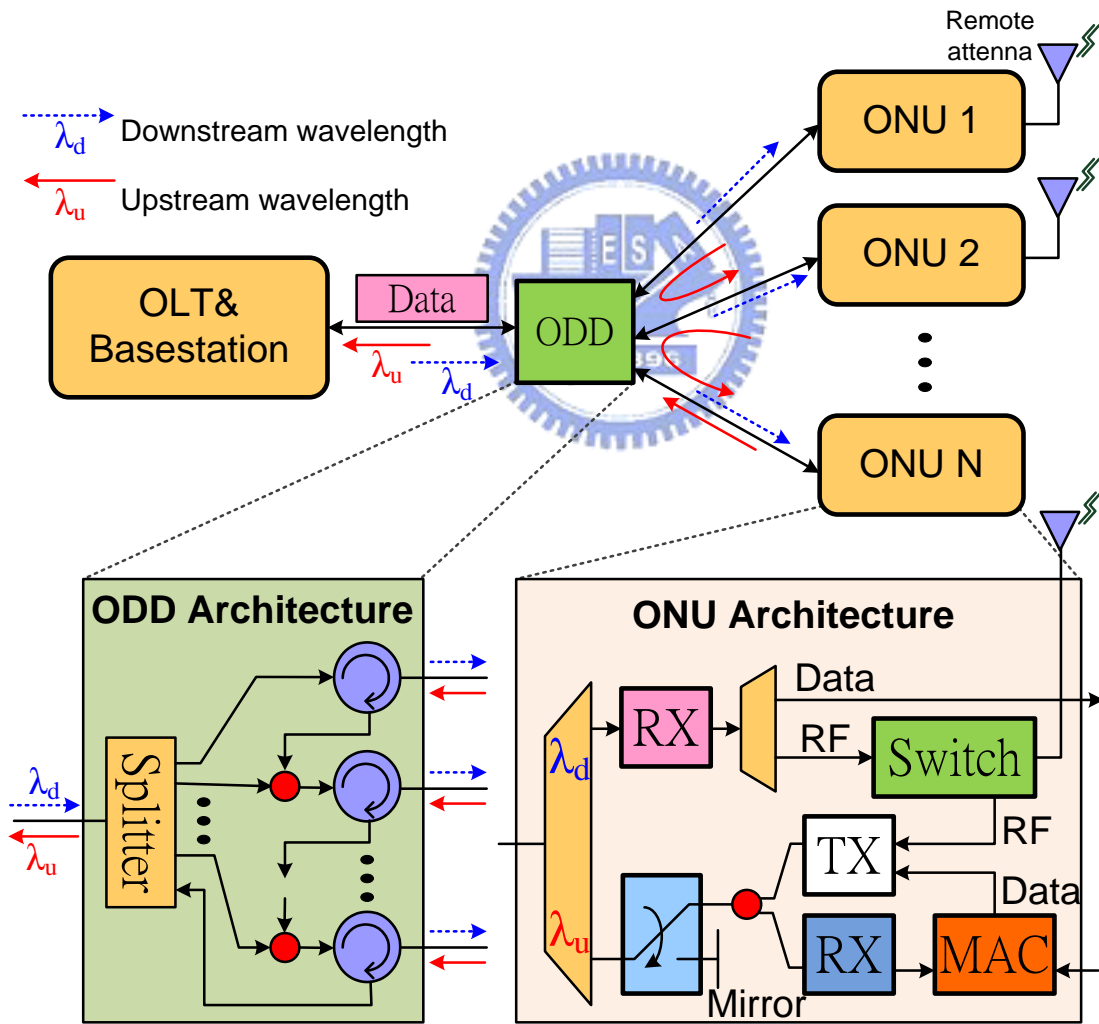 Remote
attenna
ONU 1
λd Downstream wavelength
λu Upstream wavelength
ONU 2
OLT&
Basestation
Data
ODD
λu
λd
ES
896
ONU N
ODD Architecture
λd
λu
Splitter
ONU Architecture
λd
λu
RX
Data
RF
Switch
RF
TX
Data
RX
MAC
Mirror